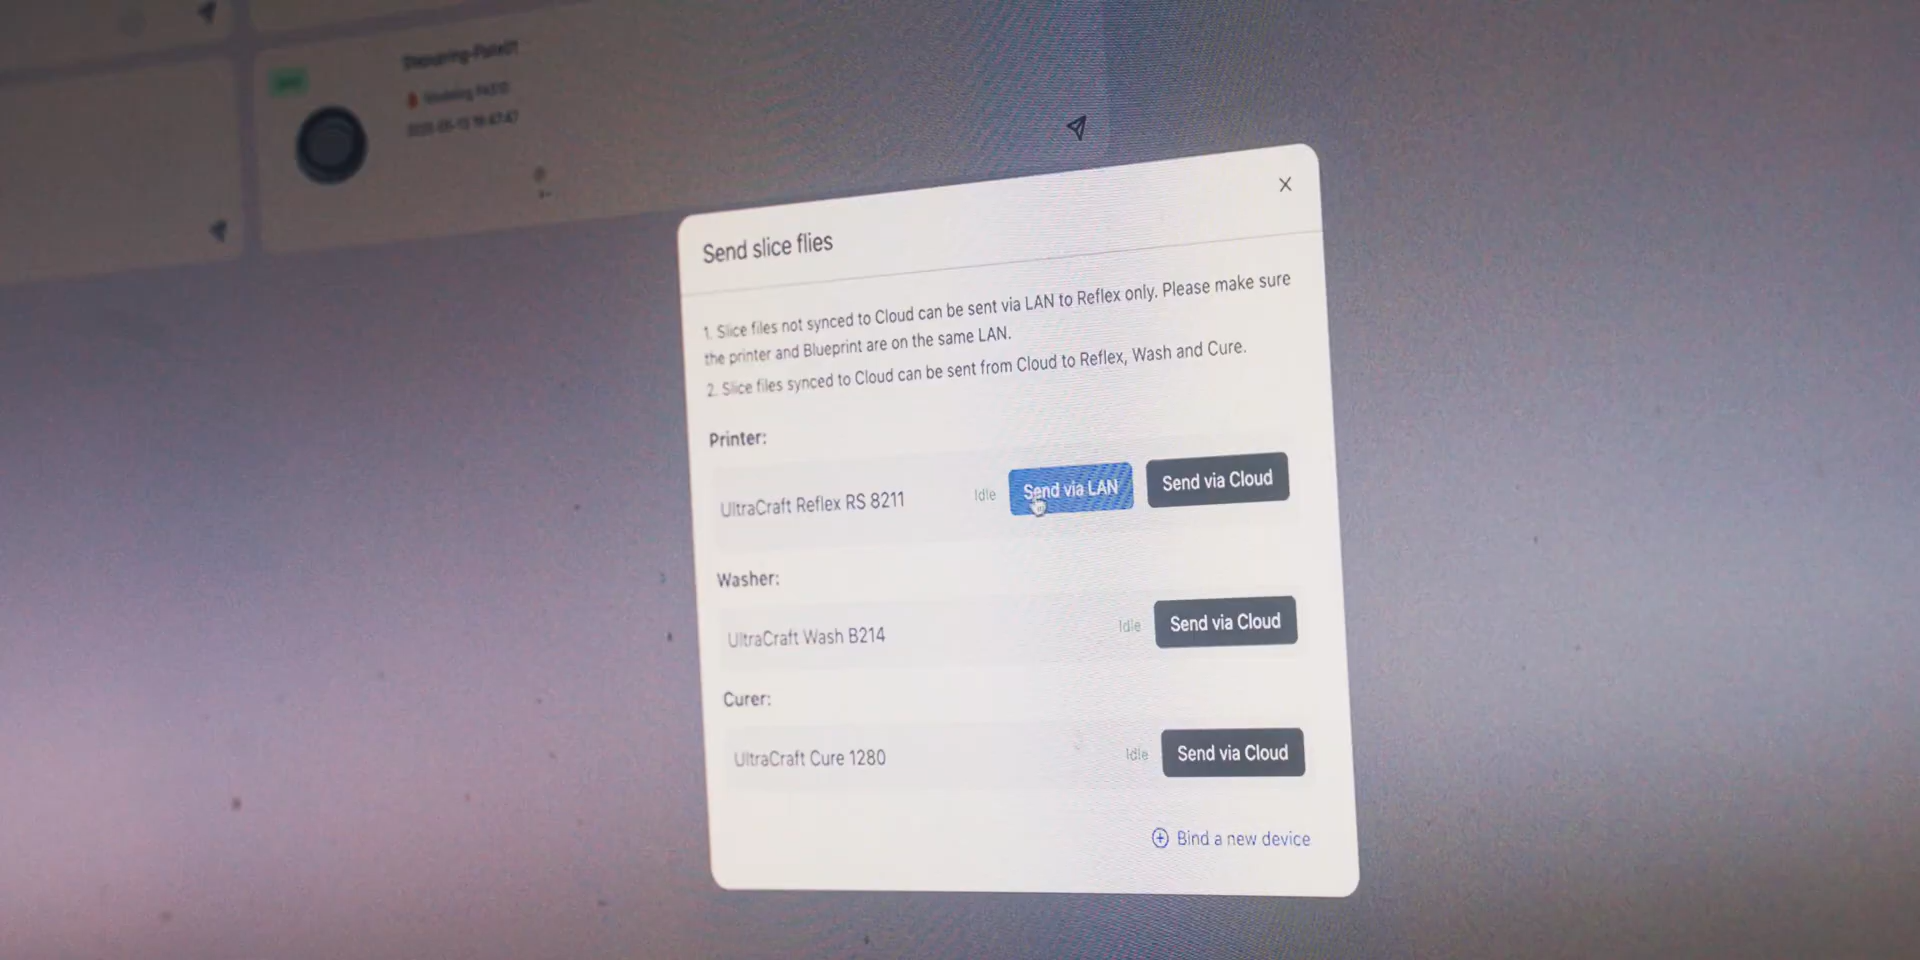 Send slice flies
1. Slice files not synced to Cloud can be sent via LAN to Reflex only. Please make sure
the printer and Blueprint are on the same LAN.
2. Slice files synced to Cloud can be sent from Cloud to Reflex, Wash and Cure.
Printer:
UltraCraft Reflex RS 8211 Idle Send via LAN Send via Cloud
Washer:
UltraCraft Wash B214 Idle Send via Cloud
Curer:
UltraCraft Cure 1280 Idle Send via Cloud
Bind a new device